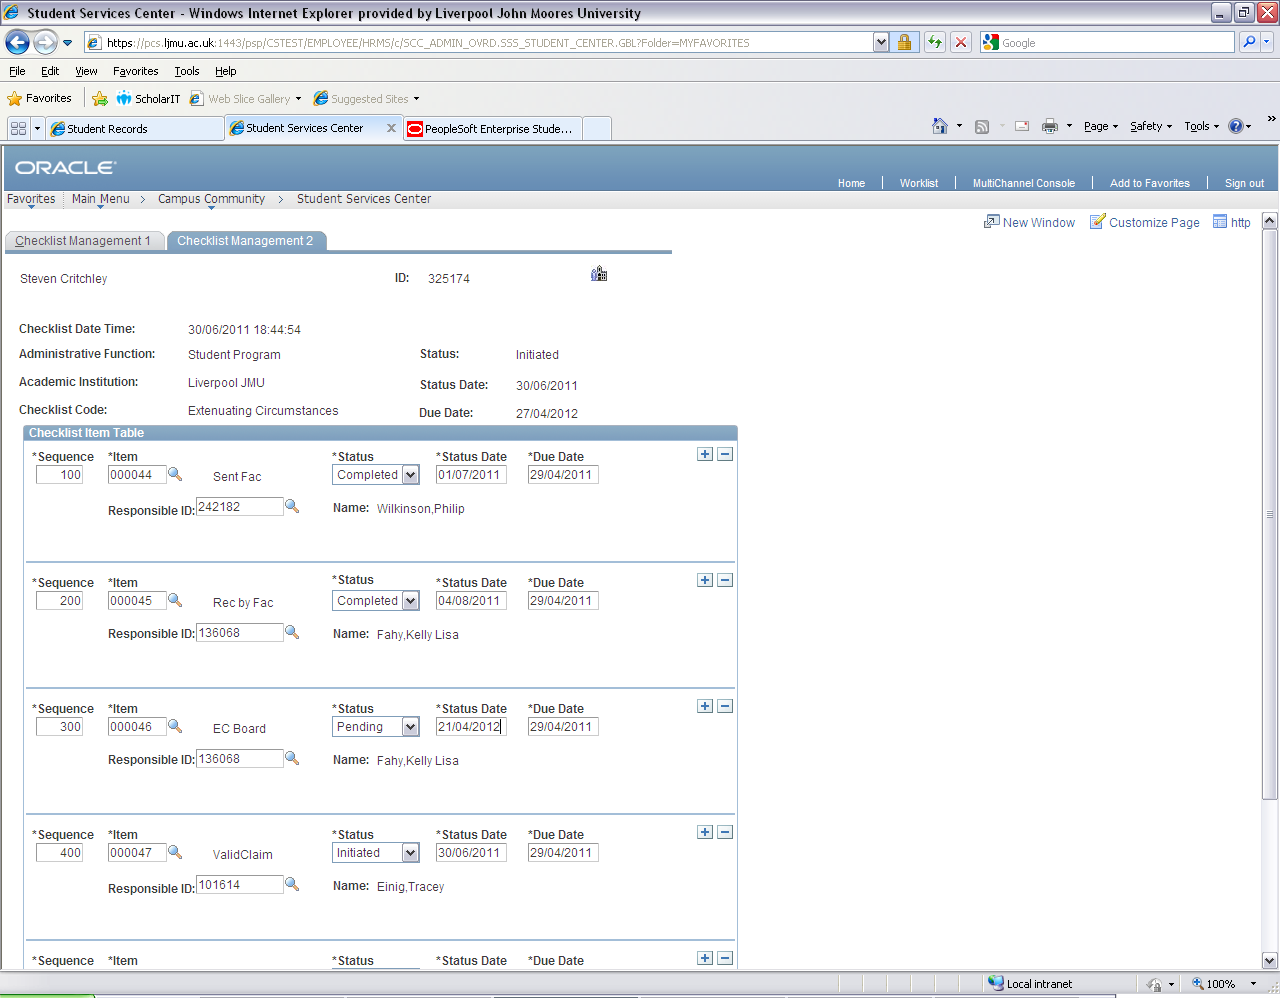 Student Services Center - Windows Internet Explorer provided by Liverpool John Moores University
https://pcs.ljmu.ac.uk:1443/psp/CSTEST/EMPLOYEE/HRMS/c/SCC_ADMIN_OVRD.SSS_STUDENT_CENTER.GBL?Folder=MYFAVORITES Google
File Edit View Favorites Tools Help
Favorites ScholarIT Web Slice Gallery Suggested Sites
Student Records Student Services Center X PeopleSoft Enterprise Stude... Page Safety Tools »
ORACLE
Home Worklist MultiChannel Console Add to Favorites Sign out
Favorites Main Menu > Campus Community > Student Services Center
New Window Customize Page http
Checklist Management 1 Checklist Management 2
Steven Critchley ID: 325174
Checklist Date Time: 30/06/2011 18:44:54
Administrative Function: Student Program Status: Initiated
Academic Institution: Liverpool JMU Status Date: 30/06/2011
Checklist Code: Extenuating Circumstances Due Date: 27/04/2012
Checklist Item Table
*Sequence *Item *Status *Status Date *Due Date
100 000044 Sent Fac Completed 01/07/2011 29/04/2011
Responsible ID: 242182 Name: Wilkinson,Philip
*Sequence *Item *Status *Status Date *Due Date
200 000045 Rec by Fac Completed 04/08/2011 29/04/2011
Responsible ID: 136068 Name: Fahy,Kelly Lisa
*Sequence *Item *Status *Status Date *Due Date
300 000046 EC Board Pending 21/04/2012 29/04/2011
Responsible ID: 136068 Name: Fahy,Kelly Lisa
*Sequence *Item *Status *Status Date *Due Date
400 000047 ValidClaim Initiated 30/06/2011 29/04/2011
Responsible ID: 101614 Name: Einig,Tracey
*Sequence *Item *Status *Status Date *Due Date
Local intranet 100%